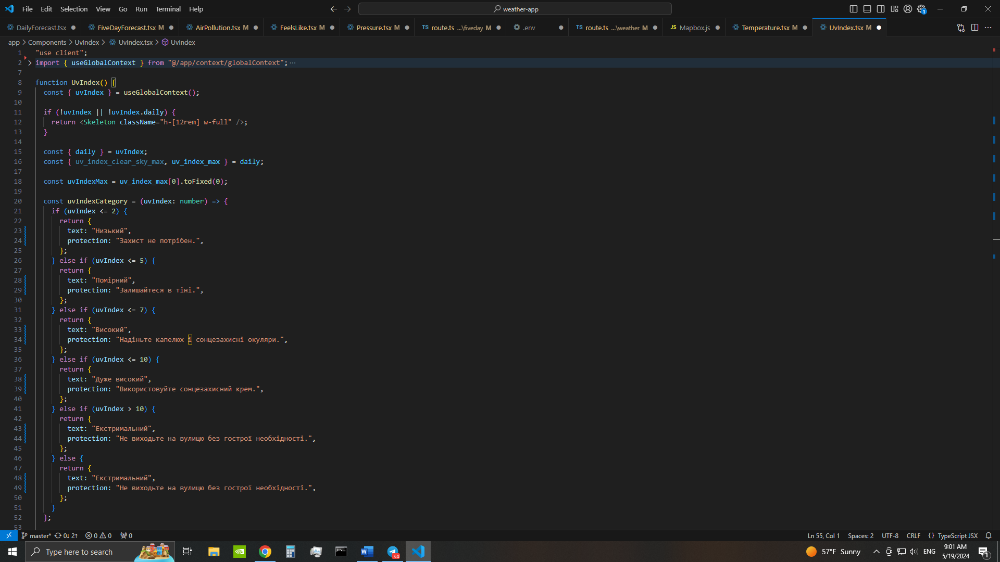 File Edit Selection View Go Run Terminal Help
weather-app
DailyForecast.tsx FiveDayForecast.tsx M AirPollution.tsx M FeelsLike.tsx M Pressure.tsx M TS route.ts ...\fiveday M .env TS route.ts ...\weather M JS Mapbox.js Temperature.tsx M UvIndex.tsx M
app > Components > UvIndex > UvIndex.tsx > UvIndex
1 "use client";
2 import { useGlobalContext } from "@/app/context/globalContext"; ...
7
8 function UvIndex() {
9 const { uvIndex } = useGlobalContext();
10
11 if (!uvIndex || !uvIndex.daily) {
12 return <Skeleton className="h-[12rem] w-full" />;
13 }
14
15 const { daily } = uvIndex;
16 const { uv_index_clear_sky_max, uv_index_max } = daily;
17
18 const uvIndexMax = uv_index_max[0].toFixed(0);
19
20 const uvIndexCategory = (uvIndex: number) => {
21 if (uvIndex <= 2) {
22 return {
23 text: "Низький",
24 protection: "Захист не потрібен.",
25 };
26 } else if (uvIndex <= 5) {
27 return {
28 text: "Помірний",
29 protection: "Залишайтеся в тіні.",
30 };
31 } else if (uvIndex <= 7) {
32 return {
33 text: "Високий",
34 protection: "Надіньте капелюх і сонцезахисні окуляри.",
35 };
36 } else if (uvIndex <= 10) {
37 return {
38 text: "Дуже високий",
39 protection: "Використовуйте сонцезахисний крем.",
40 };
41 } else if (uvIndex > 10) {
42 return {
43 text: "Екстримальний",
44 protection: "Не виходьте на вулицю без гострої необхідності.",
45 };
46 } else {
47 return {
48 text: "Екстримальний",
49 protection: "Не виходьте на вулицю без гострої необхідності.",
50 };
51 }
52 };
53
master* 0↓ 2↑ 0 0 0 Ln 55, Col 1 Spaces: 2 UTF-8 CRLF {} TypeScript JSX
Type here to search 60 57°F Sunny ENG 9:01 AM 5/19/2024 1